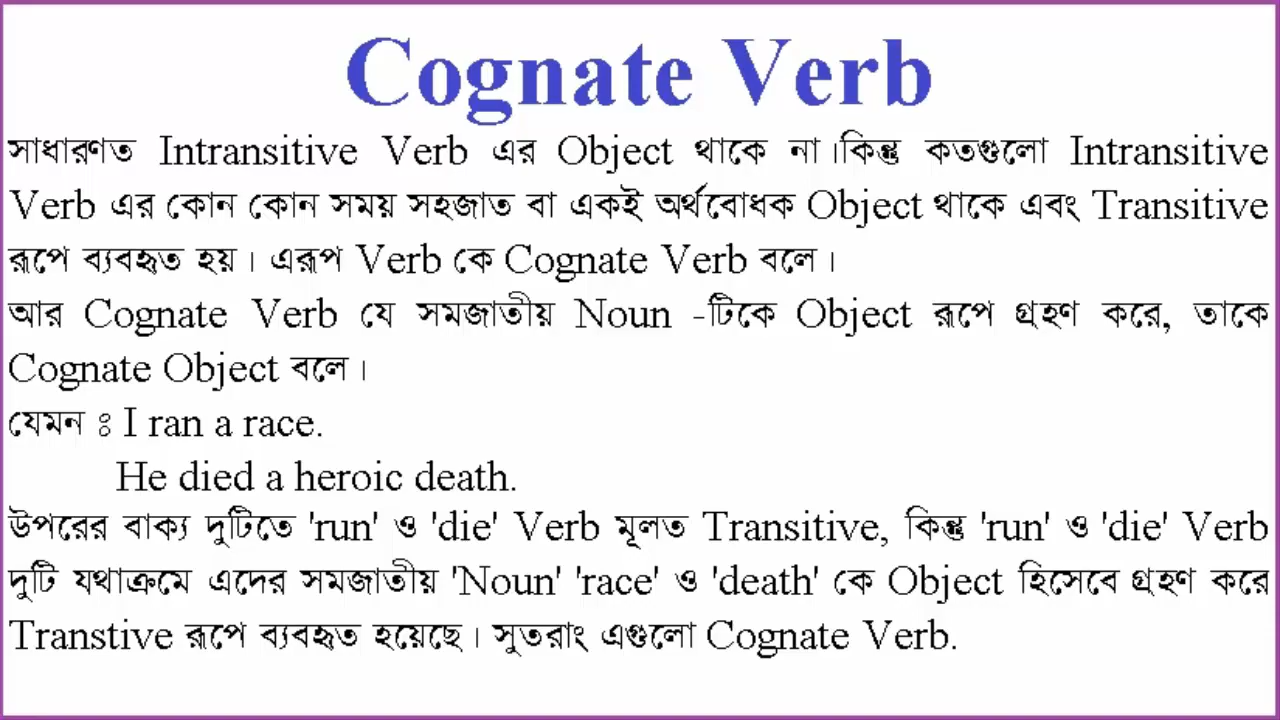 Cognate Verb
সাধারণত Intransitive Verb এর Object থাকে না।কিন্তু কতগুলো Intransitive
Verb এর কোন কোন সময় সহজাত বা একই অর্থবোধক Object থাকে এবং Transitive
রূপে ব্যবহৃত হয়। এরূপ Verb কে Cognate Verb বলে।
আর Cognate Verb যে সমজাতীয় Noun -টিকে Object রূপে গ্রহণ করে, তাকে
Cognate Object বলে।
যেমন ঃ I ran a race.
He died a heroic death.
উপরের বাক্য দুটিতে 'run' ও 'die' Verb মূলত Transitive, কিন্তু 'run' ও 'die' Verb
দুটি যথাক্রমে এদের সমজাতীয় 'Noun' 'race' ও 'death' কে Object হিসেবে গ্রহণ করে
Transtive রূপে ব্যবহৃত হয়েছে। সুতরাং এগুলো Cognate Verb.